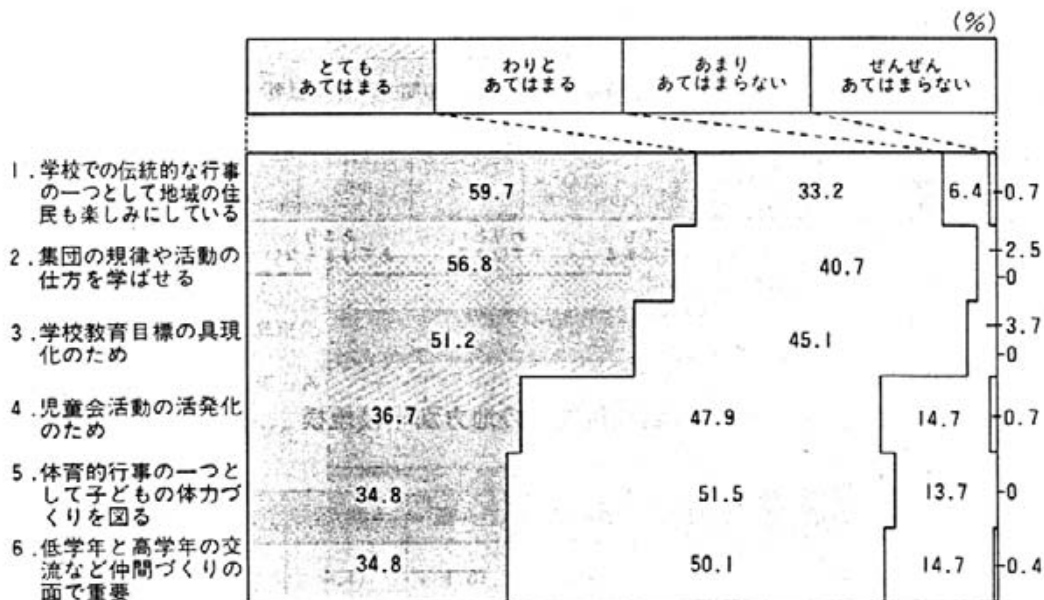 (%)
とても
あてはまる
わりと
あてはまる
あまり
あてはまらない
ぜんぜん
あてはまらない
1.学校での伝統的な行事
の一つとして地域の住
民も楽しみにしている
59.7
33.2
6.4
0.7
2.集団の規律や活動の
仕方を学ばせる
56.8
40.7
2.5
0
3.学校教育目標の具現
化のため
51.2
45.1
3.7
0
4.児童会活動の活発化
のため
36.7
47.9
14.7
0.7
5.体育的行事の一つと
して子どもの体力づ
くりを図る
34.8
51.5
13.7
0
6.低学年と高学年の交
流など仲間づくりの
面で重要
34.8
50.1
14.7
0.4